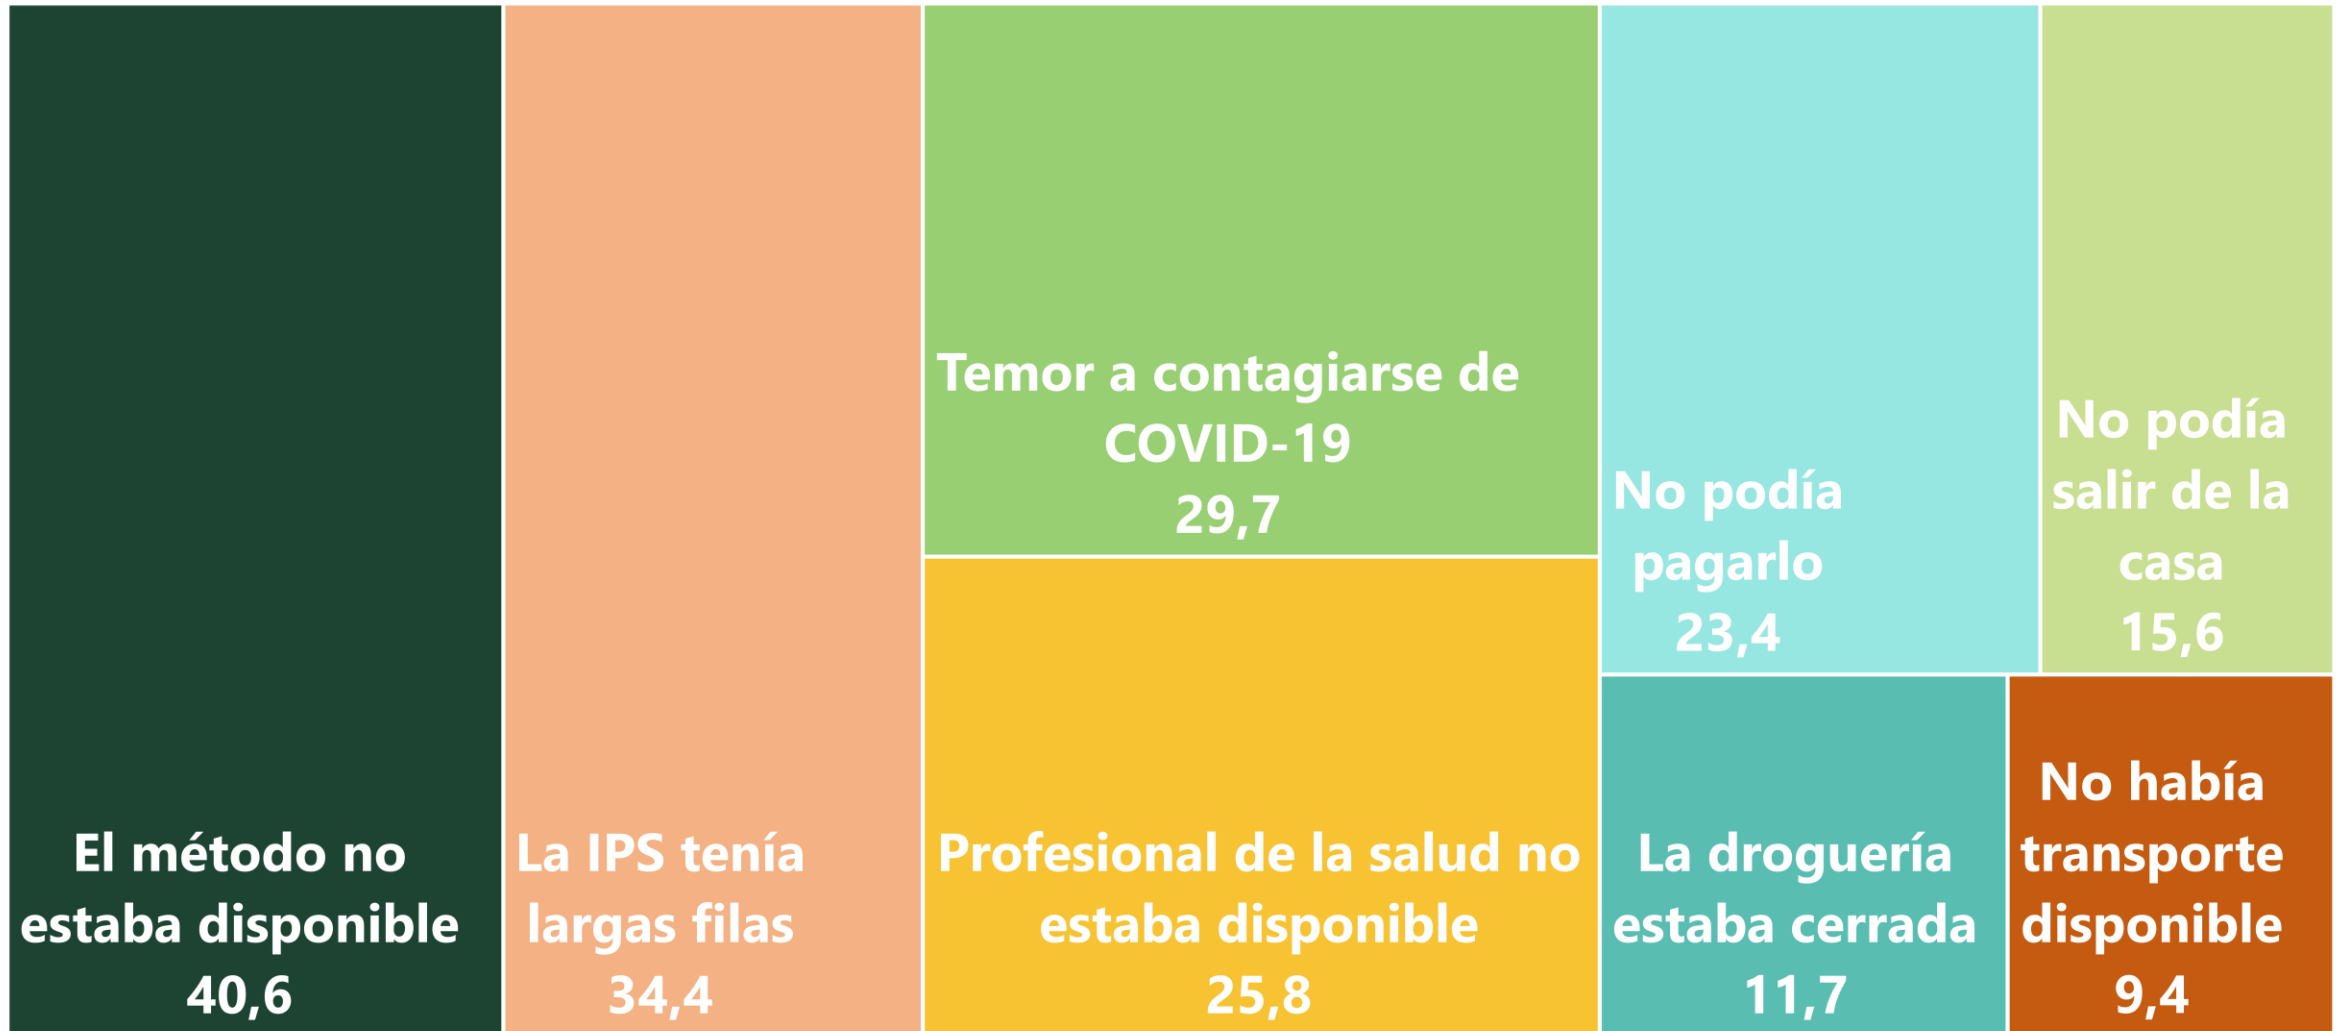 El método no
estaba disponible
40,6
La IPS tenía
largas filas
34,4
Temor a contagiarse de
COVID-19
29,7
Profesional de la salud no
estaba disponible
25,8
No podía
pagarlo
23,4
No podía
salir de la
casa
15,6
La droguería
estaba cerrada
11,7
No había
transporte
disponible
9,4